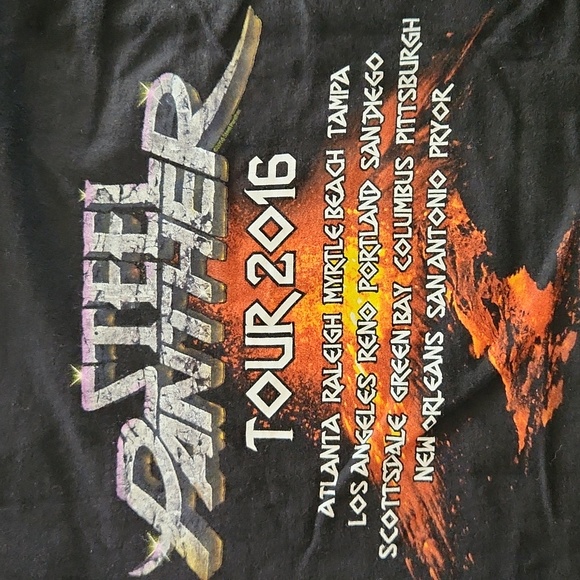 STEEL
PANTHER
TOUR 2016
ATLANTA RALEIGH MYRTLE BEACH TAMPA
LOS ANGELES RENO PORTLAND SAN DIEGO
SCOTTSDALE GREEN BAY COLUMBUS PITTSBURGH
NEW ORLEANS SAN ANTONIO PRYOR